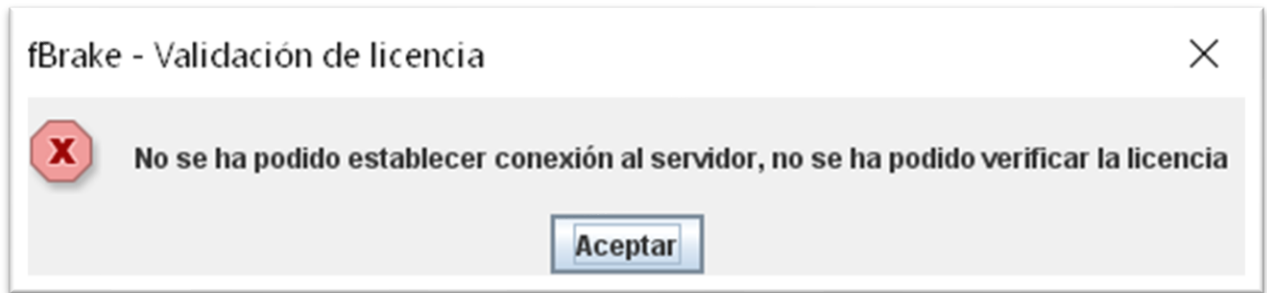 fBrake - Validación de licencia
No se ha podido establecer conexión al servidor, no se ha podido verificar la licencia
Aceptar